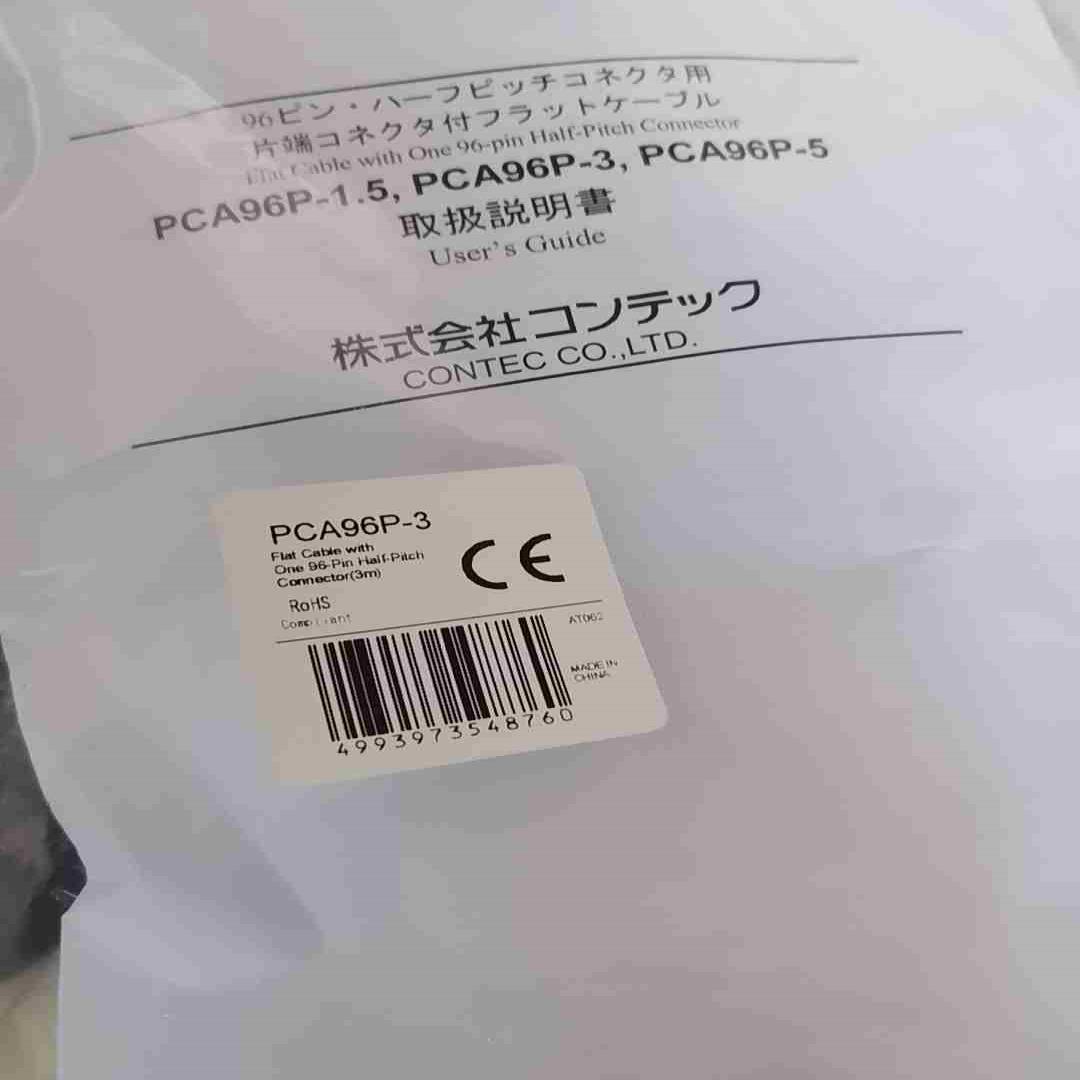 96ピン・ハーフピッチコネクタ用
片端コネクタ付フラットケーブル
Flat Cable with One 96-pin Half-Pitch Connector
PCA96P-1.5, PCA96P-3, PCA96P-5
取扱説明書
User's Guide
株式会社コンテック
CONTEC CO.,LTD.
PCA96P-3
Flat Cable with
One 96-Pin Half-Pitch
Connector(3m)
CE
RoHS
Compliant
AT062
MADE IN
CHINA
4993973548760